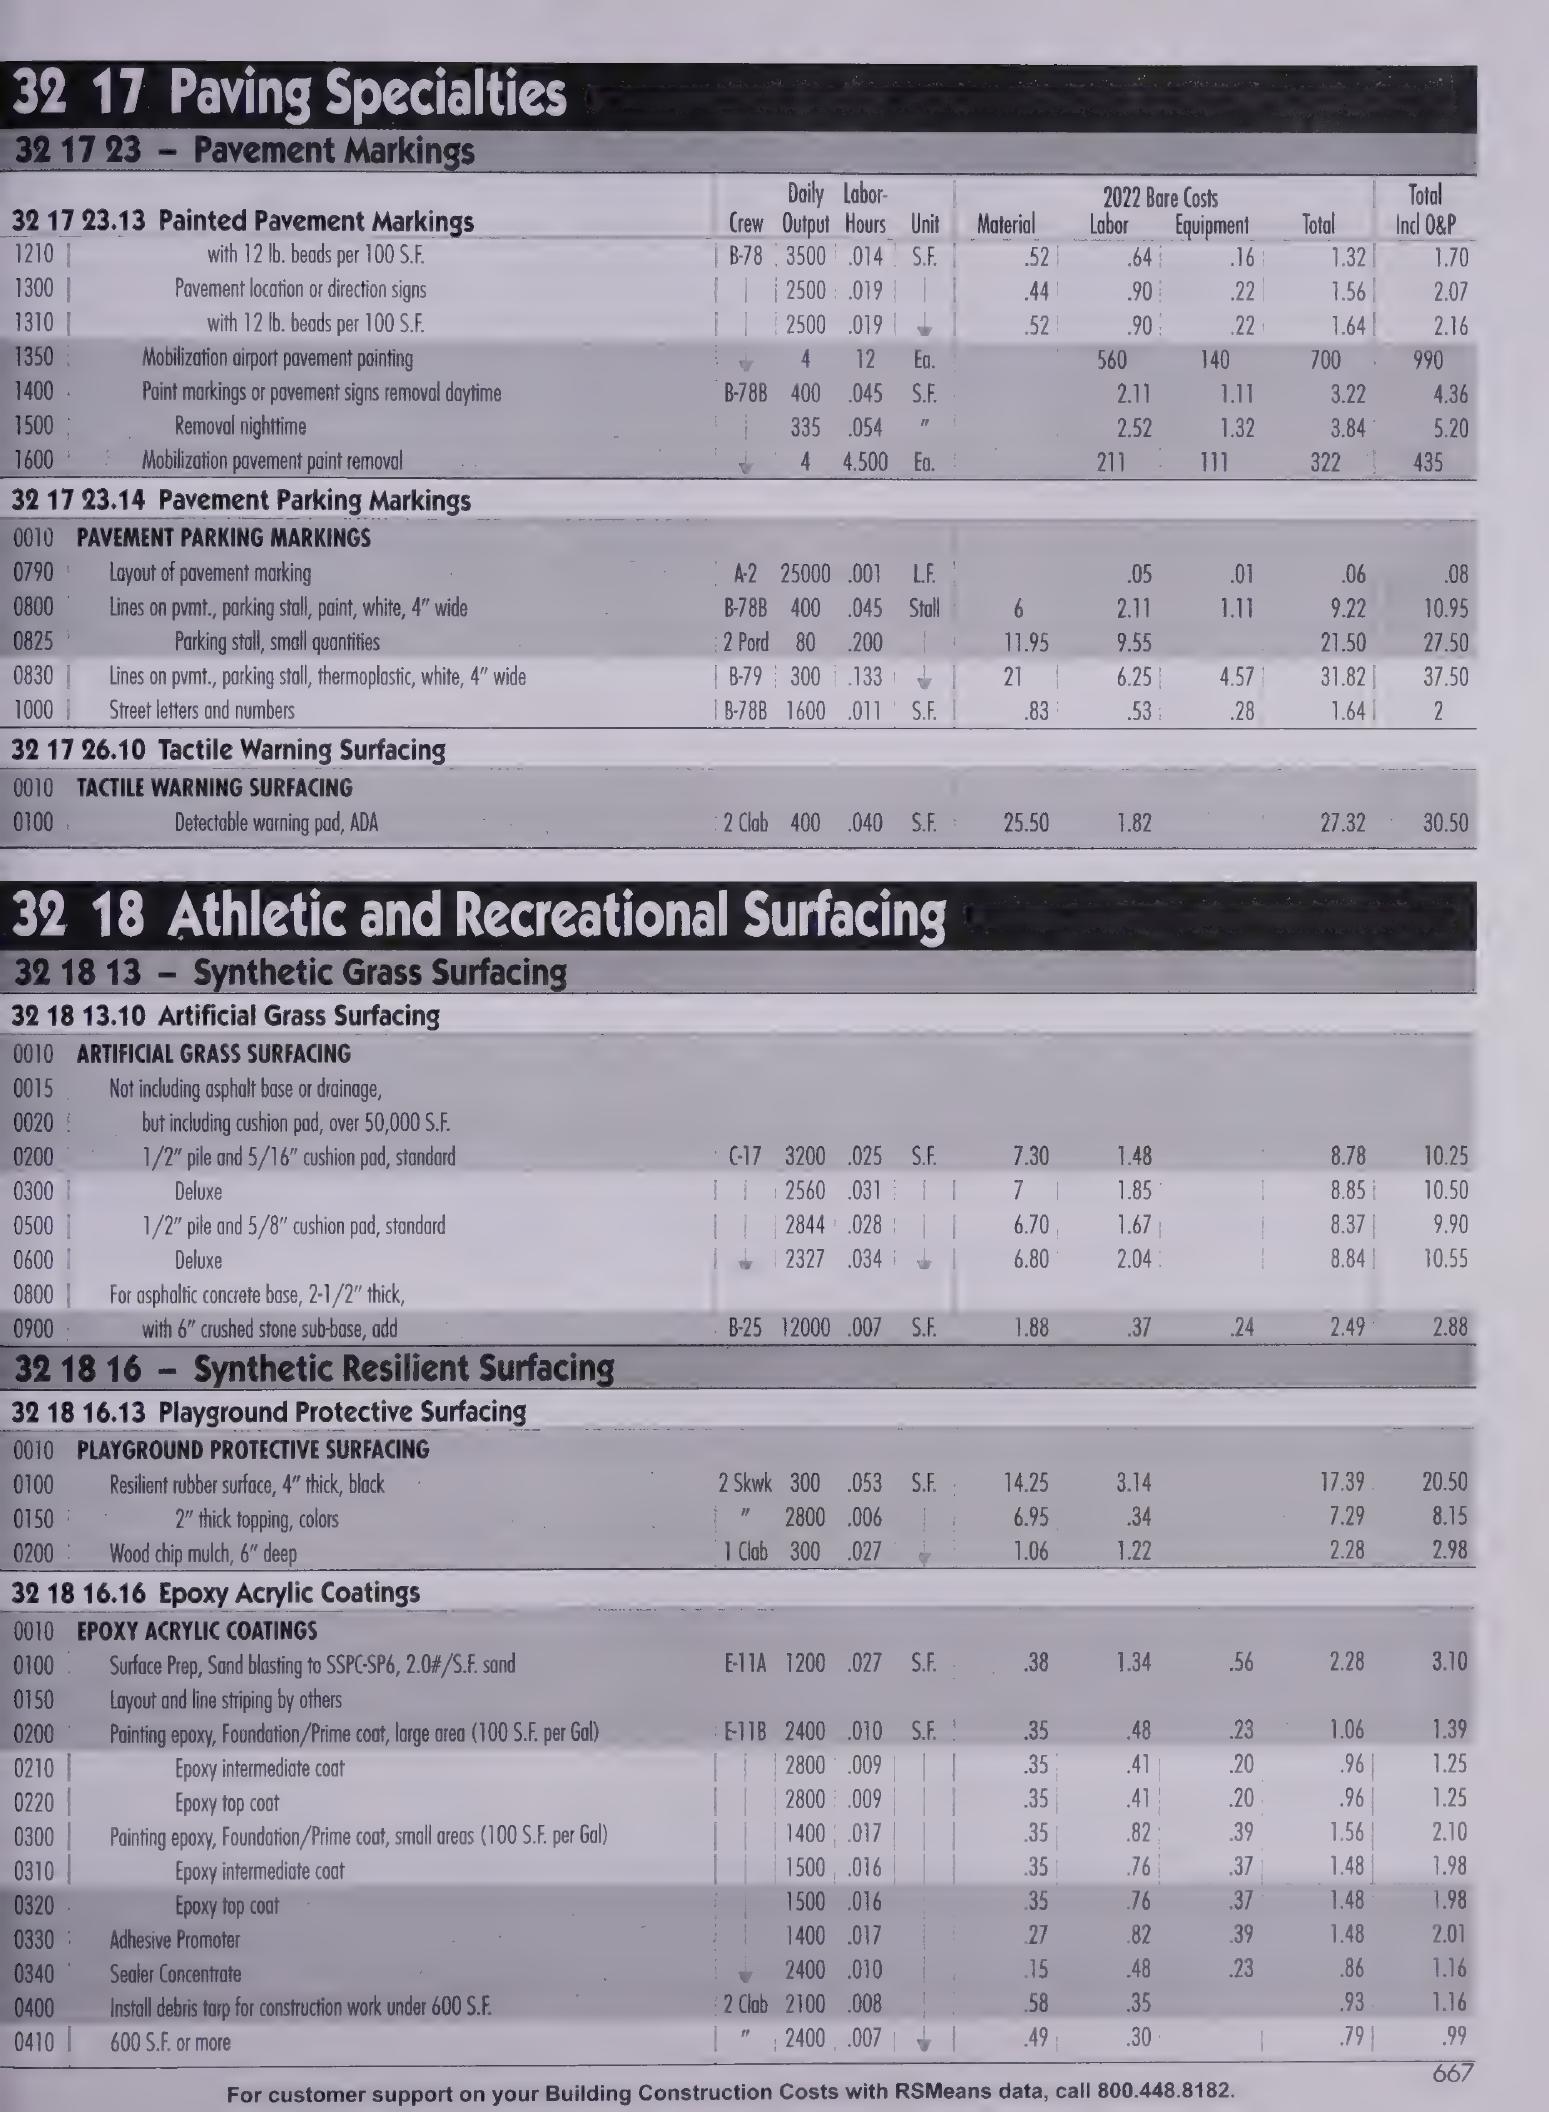 32 17 Paving Specialties
32 17 23 – Pavement Markings
Daily Labor- 2022 Bare Costs Total
32 17 23.13 Painted Pavement Markings Crew Output Hours Unit Material Labor Equipment Total Incl O&P
1210 with 12 lb. beads per 100 S.F. B-78 3500 .014 S.F. .52 .64 .16 1.32 1.70
1300 Pavement location or direction signs 2500 .019 .44 .90 .22 1.56 2.07
1310 with 12 lb. beads per 100 S.F. 2500 .019 .52 .90 .22 1.64 2.16
1350 Mobilization airport pavement painting 4 12 Ea. 560 140 700 990
1400 Paint markings or pavement signs removal daytime B-78B 400 .045 S.F. 2.11 1.11 3.22 4.36
1500 Removal nighttime 335 .054 " 2.52 1.32 3.84 5.20
1600 Mobilization pavement paint removal 4 4.500 Ea. 211 111 322 435
32 17 23.14 Pavement Parking Markings
0010 PAVEMENT PARKING MARKINGS
0790 Layout of pavement marking A-2 25000 .001 L.F. .05 .01 .06 .08
0800 Lines on pvmt., parking stall, paint, white, 4" wide B-78B 400 .045 Stall 6 2.11 1.11 9.22 10.95
0825 Parking stall, small quantities 2 Pord 80 .200 11.95 9.55 21.50 27.50
0830 Lines on pvmt., parking stall, thermoplastic, white, 4" wide B-79 300 .133 21 6.25 4.57 31.82 37.50
1000 Street letters and numbers B-78B 1600 .011 S.F. .83 .53 .28 1.64 2
32 17 26.10 Tactile Warning Surfacing
0010 TACTILE WARNING SURFACING
0100 Detectable warning pad, ADA 2 Clab 400 .040 S.F. 25.50 1.82 27.32 30.50
32 18 Athletic and Recreational Surfacing
32 18 13 – Synthetic Grass Surfacing
32 18 13.10 Artificial Grass Surfacing
0010 ARTIFICIAL GRASS SURFACING
0015 Not including asphalt base or drainage,
0020 but including cushion pad, over 50,000 S.F.
0200 1/2" pile and 5/16" cushion pad, standard C-17 3200 .025 S.F. 7.30 1.48 8.78 10.25
0300 Deluxe 2560 .031 7 1.85 8.85 10.50
0500 1/2" pile and 5/8" cushion pad, standard 2844 .028 6.70 1.67 8.37 9.90
0600 Deluxe 2327 .034 6.80 2.04 8.84 10.55
0800 For asphaltic concrete base, 2-1/2" thick,
0900 with 6" crushed stone sub-base, add B-25 12000 .007 S.F. 1.88 .37 .24 2.49 2.88
32 18 16 – Synthetic Resilient Surfacing
32 18 16.13 Playground Protective Surfacing
0010 PLAYGROUND PROTECTIVE SURFACING
0100 Resilient rubber surface, 4" thick, black 2 Skwk 300 .053 S.F. 14.25 3.14 17.39 20.50
0150 2" thick topping, colors " 2800 .006 6.95 .34 7.29 8.15
0200 Wood chip mulch, 6" deep 1 Clab 300 .027 1.06 1.22 2.28 2.98
32 18 16.16 Epoxy Acrylic Coatings
0010 EPOXY ACRYLIC COATINGS
0100 Surface Prep, Sand blasting to SSPC-SP6, 2.0#/S.F. sand E-11A 1200 .027 S.F. .38 1.34 .56 2.28 3.10
0150 Layout and line striping by others
0200 Painting epoxy, Foundation/Prime coat, large area (100 S.F. per Gal) E-11B 2400 .010 S.F. .35 .48 .23 1.06 1.39
0210 Epoxy intermediate coat 2800 .009 .35 .41 .20 .96 1.25
0220 Epoxy top coat 2800 .009 .35 .41 .20 .96 1.25
0300 Painting epoxy, Foundation/Prime coat, small areas (100 S.F. per Gal) 1400 .017 .35 .82 .39 1.56 2.10
0310 Epoxy intermediate coat 1500 .016 .35 .76 .37 1.48 1.98
0320 Epoxy top coat 1500 .016 .35 .76 .37 1.48 1.98
0330 Adhesive Promoter 1400 .017 .27 .82 .39 1.48 2.01
0340 Sealer Concentrate 2400 .010 .15 .48 .23 .86 1.16
0400 Install debris tarp for construction work under 600 S.F. 2 Clab 2100 .008 .58 .35 .93 1.16
0410 600 S.F. or more " 2400 .007 .49 .30 .79 .99
667
For customer support on your Building Construction Costs with RSMeans data, call 800.448.8182.